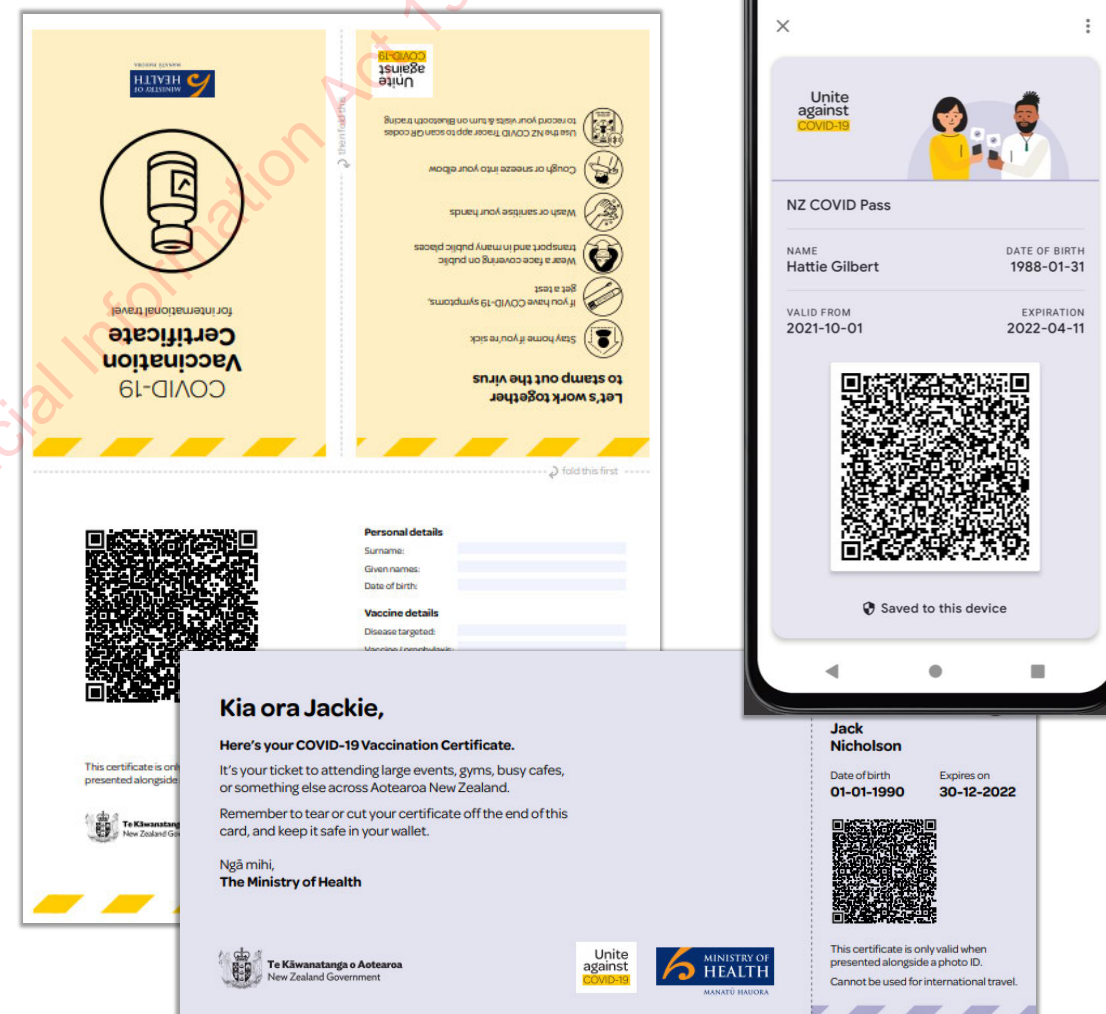 Official Information Act
MANATŪ HAUORA
MINISTRY OF
HEALTH
COVID-19
Vaccination
Certificate
for international travel
then fold this
Let's work together
to stamp out the virus
Stay home if you're sick
If you have COVID-19 symptoms,
get a test
Wear a face covering on public
transport and in many public places
Wash or sanitise your hands
Cough or sneeze into your elbow
Use the NZ COVID Tracer app to scan QR codes
to record your visits & turn on Bluetooth tracing
Unite
against
COVID-19
fold this first
Personal details
Surname:
Given names:
Date of birth:
Vaccine details
Disease targeted:
Vaccine / prophylaxis:
This certificate is only
presented alongside
Te Kāwanatanga
New Zealand
Unite
against
COVID-19
NZ COVID Pass
NAME DATE OF BIRTH
Hattie Gilbert 1988-01-31
VALID FROM EXPIRATION
2021-10-01 2022-04-11
Saved to this device
Kia ora Jackie,
Here's your COVID-19 Vaccination Certificate.
It's your ticket to attending large events, gyms, busy cafes,
or something else across Aotearoa New Zealand.
Remember to tear or cut your certificate off the end of this
card, and keep it safe in your wallet.
Ngā mihi,
The Ministry of Health
Te Kāwanatanga o Aotearoa
New Zealand Government
Unite
against
COVID-19
MINISTRY OF
HEALTH
MANATŪ HAUORA
Jack
Nicholson
Date of birth Expires on
01-01-1990 30-12-2022
This certificate is only valid when
presented alongside a photo ID.
Cannot be used for international travel.